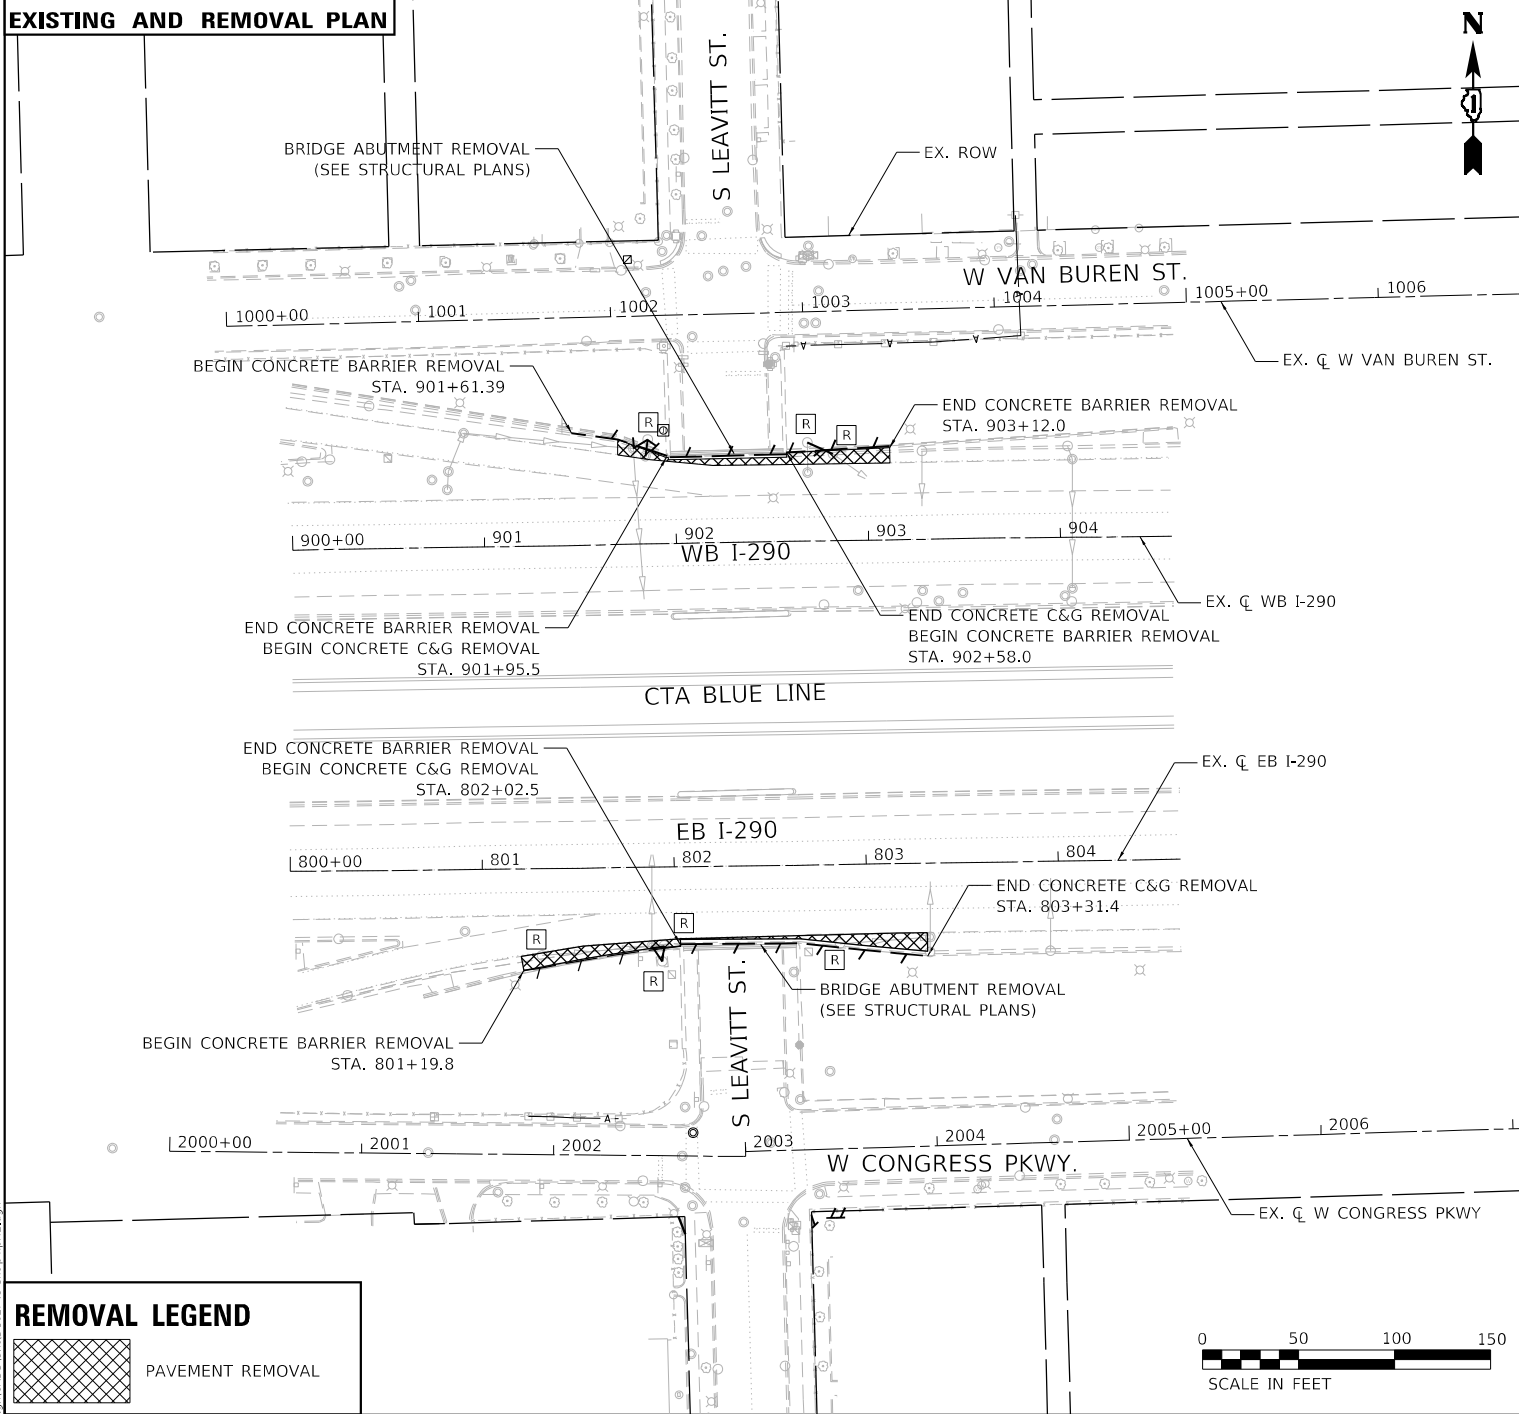 EXISTING AND REMOVAL PLAN
N
S LEAVITT ST.
BRIDGE ABUTMENT REMOVAL
(SEE STRUCTURAL PLANS)
EX. ROW
W VAN BUREN ST.
1000+00
1001
1002
1003
1004
1005+00
1006
A
A
A
A
EX. ℄ W VAN BUREN ST.
BEGIN CONCRETE BARRIER REMOVAL
STA. 901+61.39
R
R
R
END CONCRETE BARRIER REMOVAL
STA. 903+12.0
900+00
901
902
903
904
WB I-290
EX. ℄ WB I-290
END CONCRETE BARRIER REMOVAL
BEGIN CONCRETE C&G REMOVAL
STA. 901+95.5
END CONCRETE C&G REMOVAL
BEGIN CONCRETE BARRIER REMOVAL
STA. 902+58.0
CTA BLUE LINE
END CONCRETE BARRIER REMOVAL
BEGIN CONCRETE C&G REMOVAL
STA. 802+02.5
EX. ℄ EB I-290
EB I-290
800+00
801
802
803
804
END CONCRETE C&G REMOVAL
STA. 803+31.4
R
R
R
R
BRIDGE ABUTMENT REMOVAL
(SEE STRUCTURAL PLANS)
S LEAVITT ST.
BEGIN CONCRETE BARRIER REMOVAL
STA. 801+19.8
A
2000+00
2001
2002
2003
2004
2005+00
2006
W CONGRESS PKWY.
EX. ℄ W CONGRESS PKWY
REMOVAL LEGEND
PAVEMENT REMOVAL
0 50 100 150
SCALE IN FEET